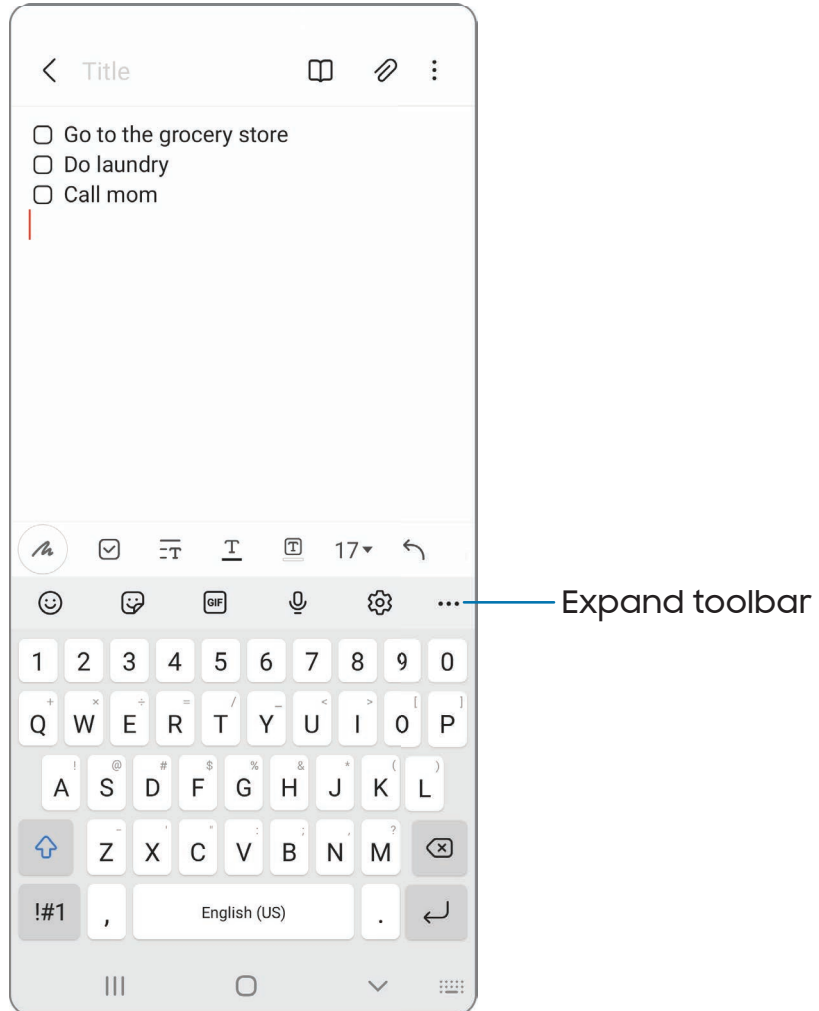 Title
Go to the grocery store
Do laundry
Call mom
T T T 17
GIF
Expand toolbar
1 2 3 4 5 6 7 8 9 0
+ × ÷ = / _ < > [ ]
Q W E R T Y U I O P
! @ # $ % & * ( )
A S D F G H J K L
- ' " : ; , ?
Z X C V B N M
!#1 , English (US) .